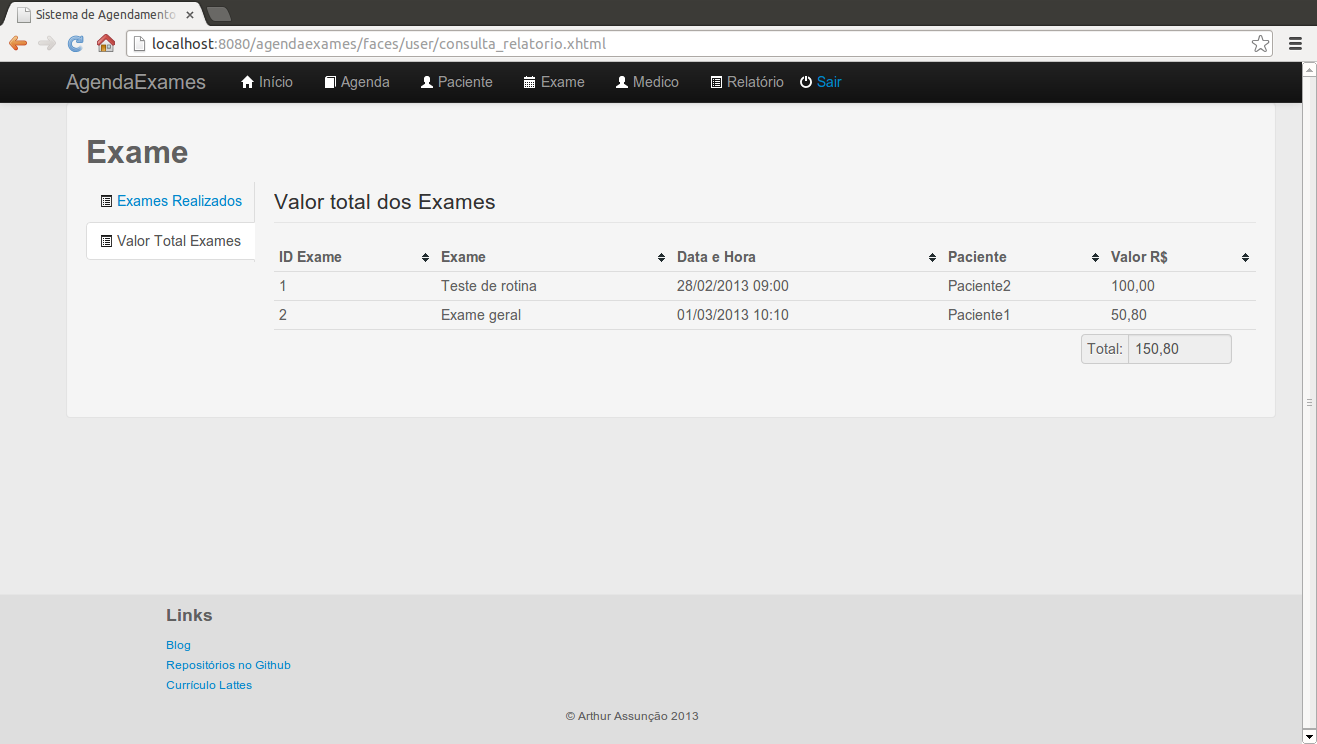 Sistema de Agendamento
localhost:8080/agendaexames/faces/user/consulta_relatorio.xhtml
AgendaExames Início Agenda Paciente Exame Medico Relatório Sair
Exame
Exames Realizados
Valor Total Exames
Valor total dos Exames
ID Exame Exame Data e Hora Paciente Valor R$
1 Teste de rotina 28/02/2013 09:00 Paciente2 100,00
2 Exame geral 01/03/2013 10:10 Paciente1 50,80
Total: 150,80
Links
Blog
Repositórios no Github
Currículo Lattes
© Arthur Assunção 2013